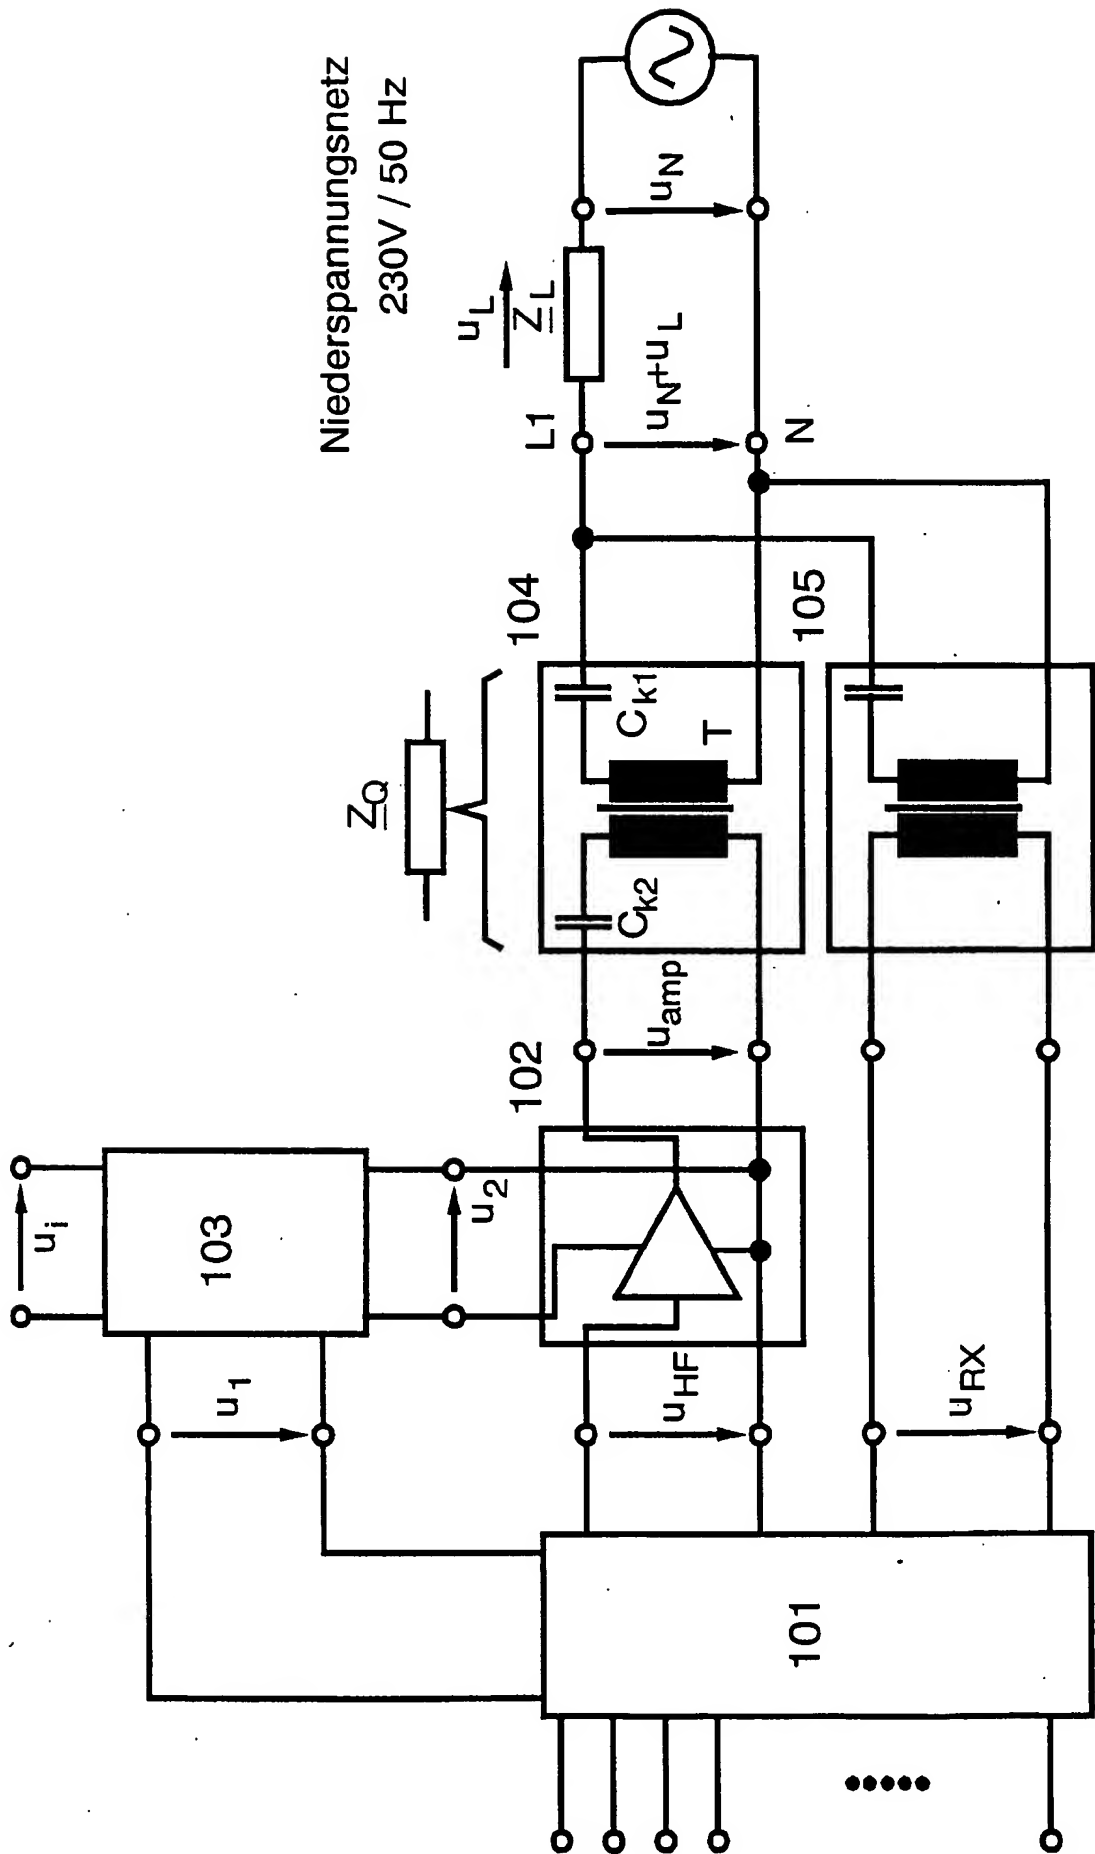 Niederspannungsnetz
230V / 50 Hz
u_i
103
u_1
u_2
102
u_HF
u_amp
Z_Q
104
C_k2
C_k1
T
L1
u_L
Z_L
u_N+u_L
u_N
N
101
u_RX
105